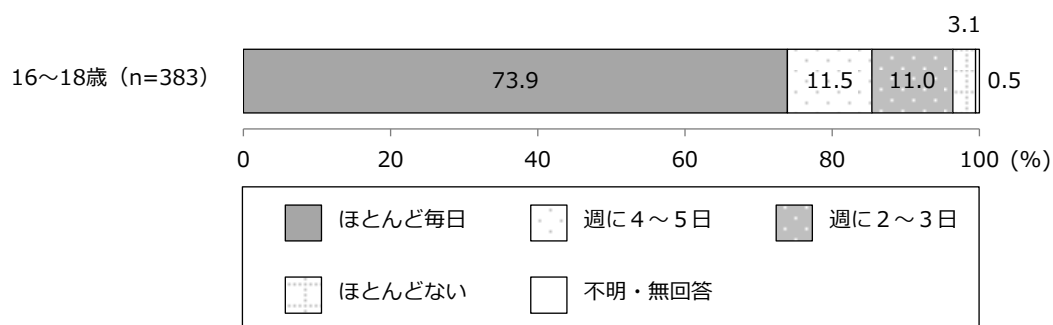 3.1
16～18歳（n=383）
73.9
11.5
11.0
0.5
0
20
40
60
80
100
(%)
ほとんど毎日
週に４～５日
週に２～３日
ほとんどない
不明・無回答